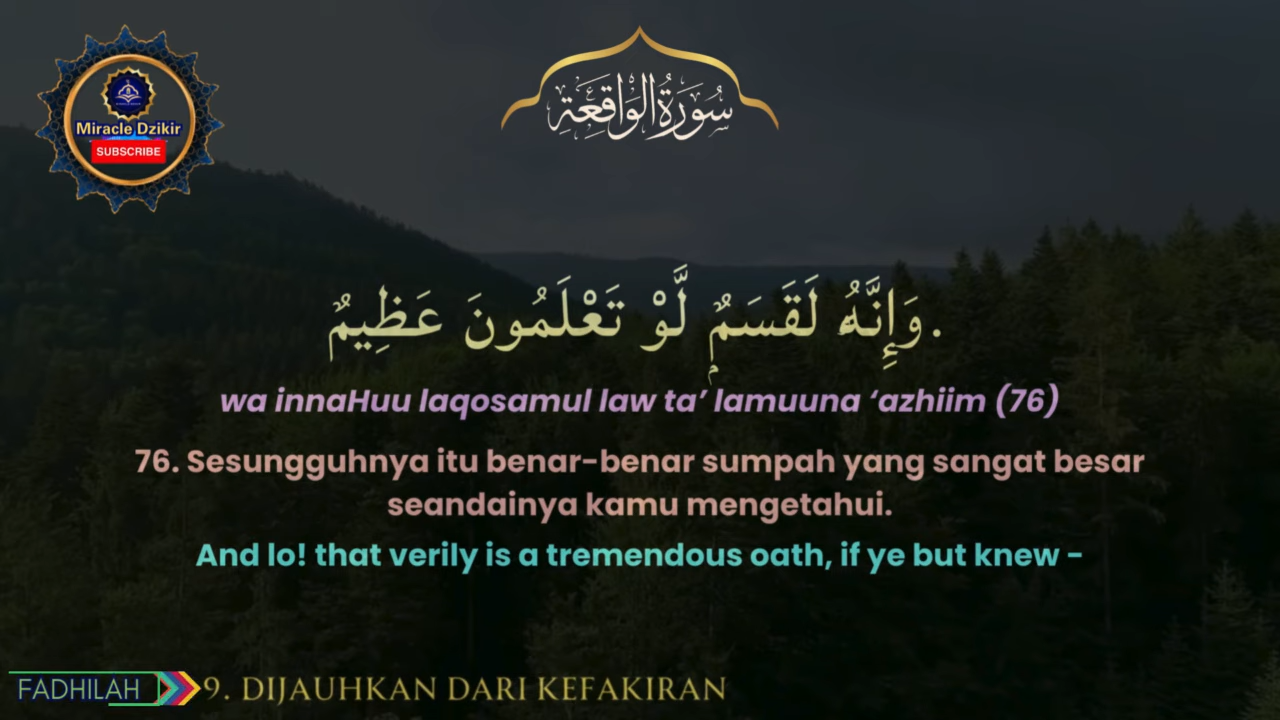 Miracle Dzikir
SUBSCRIBE
سُورَةُ الْوَاقِعَةِ
وَإِنَّهُ لَقَسَمٌ لَّوْ تَعْلَمُونَ عَظِيمٌ.
wa innaHuu laqosamul law ta’ lamuuna ‘azhiim (76)
76. Sesungguhnya itu benar-benar sumpah yang sangat besar
seandainya kamu mengetahui.
And lo! that verily is a tremendous oath, if ye but knew -
FADHILAH 9. DIJAUHKAN DARI KEFAKIRAN